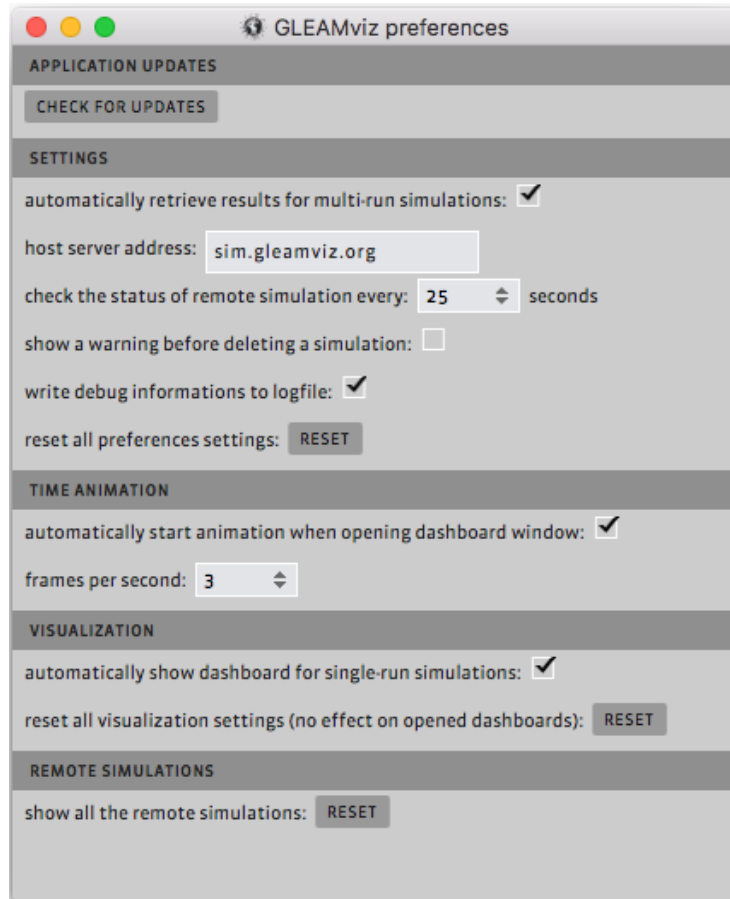 GLEAMviz preferences
APPLICATION UPDATES
CHECK FOR UPDATES
SETTINGS
automatically retrieve results for multi-run simulations:
host server address: sim.gleamviz.org
check the status of remote simulation every: 25 seconds
show a warning before deleting a simulation:
write debug informations to logfile:
reset all preferences settings: RESET
TIME ANIMATION
automatically start animation when opening dashboard window:
frames per second: 3
VISUALIZATION
automatically show dashboard for single-run simulations:
reset all visualization settings (no effect on opened dashboards): RESET
REMOTE SIMULATIONS
show all the remote simulations: RESET